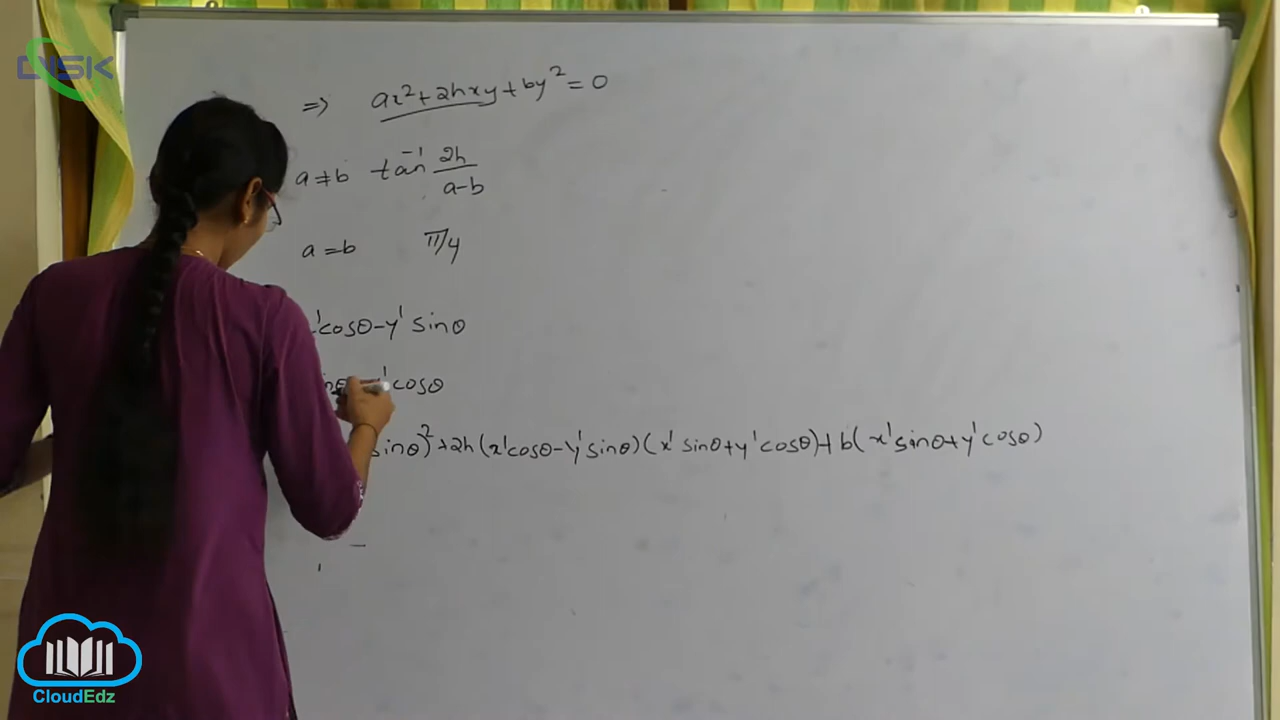 DYSK
=> ax²+2hxy+by²=0
a≠b tan⁻¹ 2h/a-b
a=b π/4
'cosθ-y' sinθ
cosθ
sinθ)²+2h(x'cosθ-y'sinθ)(x' sinθ+y'cosθ)+b(x'sinθ+y'cosθ)
CloudEdz